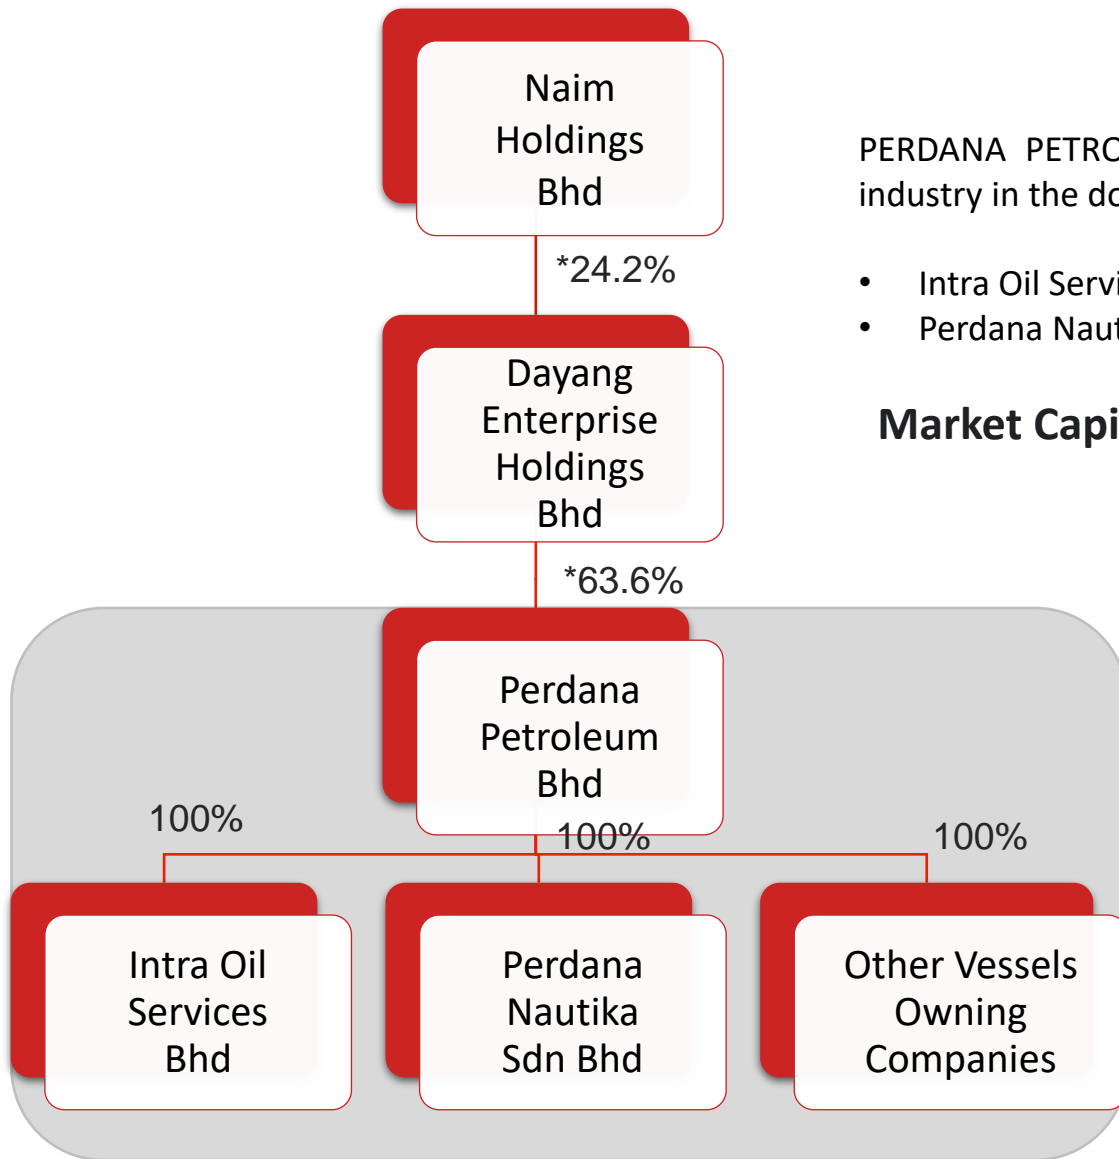 Naim
Holdings
Bhd
*24.2%
Dayang
Enterprise
Holdings
Bhd
*63.6%
Perdana
Petroleum
Bhd
100%
100%
100%
Intra Oil
Services
Bhd
Perdana
Nautika
Sdn Bhd
Other Vessels
Owning
Companies
PERDANA PETRO
industry in the do
• Intra Oil Servi
• Perdana Naut
Market Capi